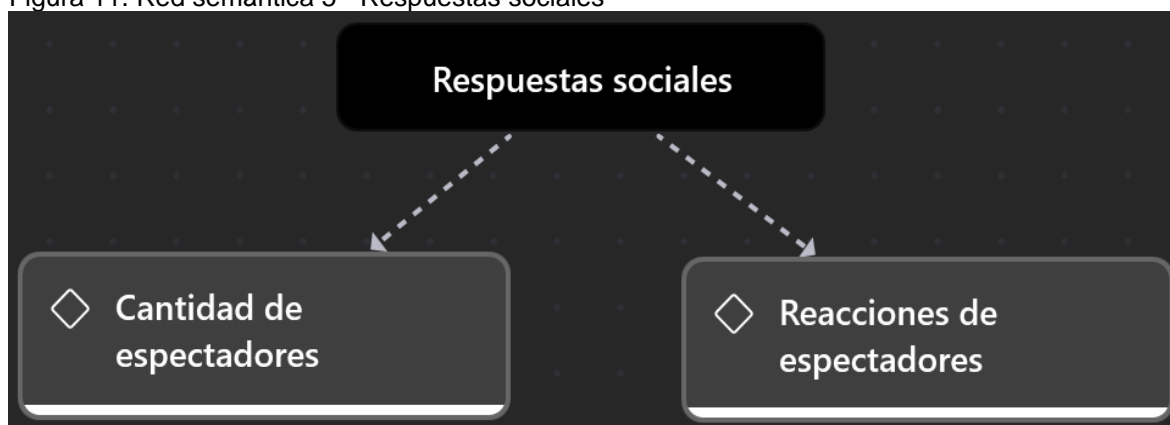 Figura 11. Red semántica 5 - Respuestas sociales
Respuestas sociales
Cantidad de
espectadores
Reacciones de
espectadores